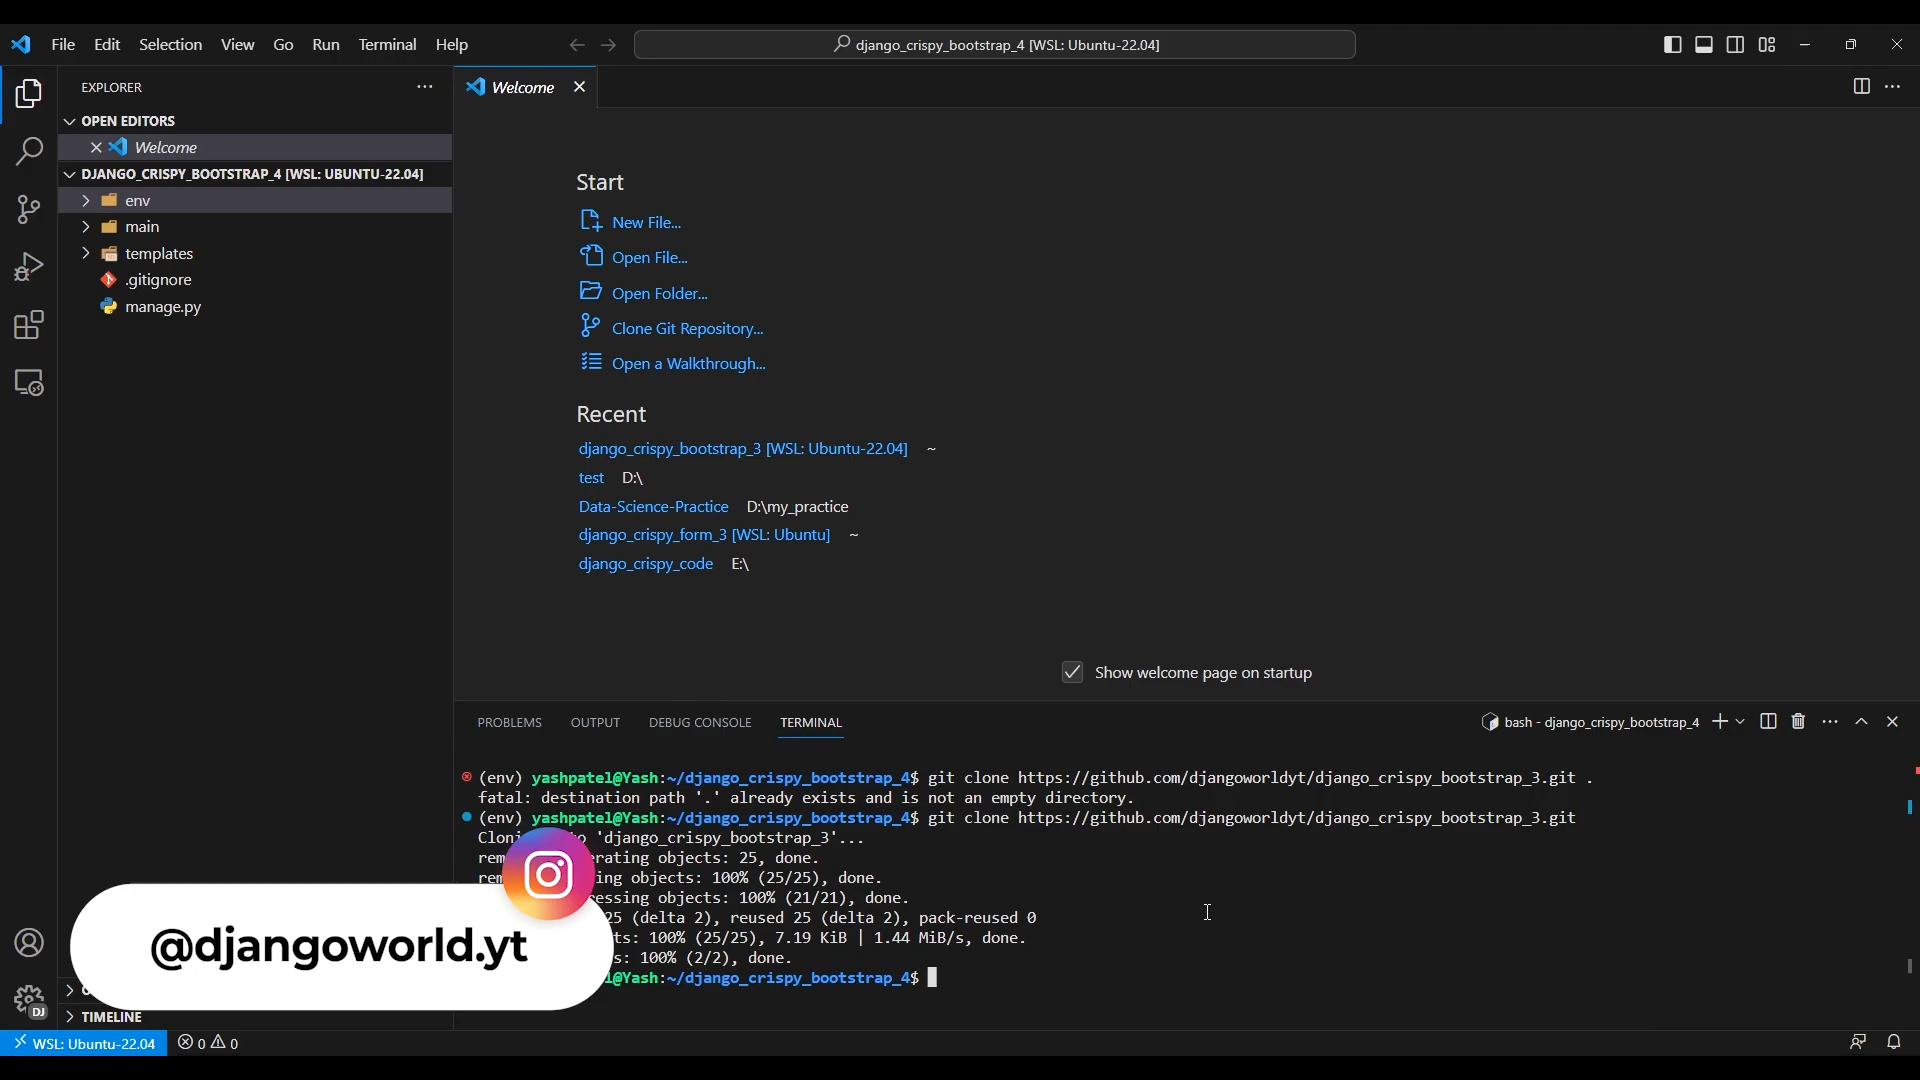 File Edit Selection View Go Run Terminal Help
django_crispy_bootstrap_4 [WSL: Ubuntu-22.04]
EXPLORER
OPEN EDITORS
Welcome
DJANGO_CRISPY_BOOTSTRAP_4 [WSL: UBUNTU-22.04]
env
main
templates
.gitignore
manage.py
TIMELINE
Welcome
Start
New File...
Open File...
Open Folder...
Clone Git Repository...
Open a Walkthrough...
Recent
django_crispy_bootstrap_3 [WSL: Ubuntu-22.04] ~
test D:\
Data-Science-Practice D:\my_practice
django_crispy_form_3 [WSL: Ubuntu] ~
django_crispy_code E:\
Show welcome page on startup
PROBLEMS OUTPUT DEBUG CONSOLE TERMINAL
bash - django_crispy_bootstrap_4
(env) yashpatel@Yash:~/django_crispy_bootstrap_4$ git clone https://github.com/djangoworldyt/django_crispy_bootstrap_3.git .
fatal: destination path '.' already exists and is not an empty directory.
(env) yashpatel@Yash:~/django_crispy_bootstrap_4$ git clone https://github.com/djangoworldyt/django_crispy_bootstrap_3.git
'django_crispy_bootstrap_3'...
objects: 25, done.
objects: 100% (25/25), done.
objects: 100% (21/21), done.
25 (delta 2), reused 25 (delta 2), pack-reused 0
100% (25/25), 7.19 KiB | 1.44 MiB/s, done.
100% (2/2), done.
@Yash:~/django_crispy_bootstrap_4$
@djangoworld.yt
DJ
WSL: Ubuntu-22.04 0 0